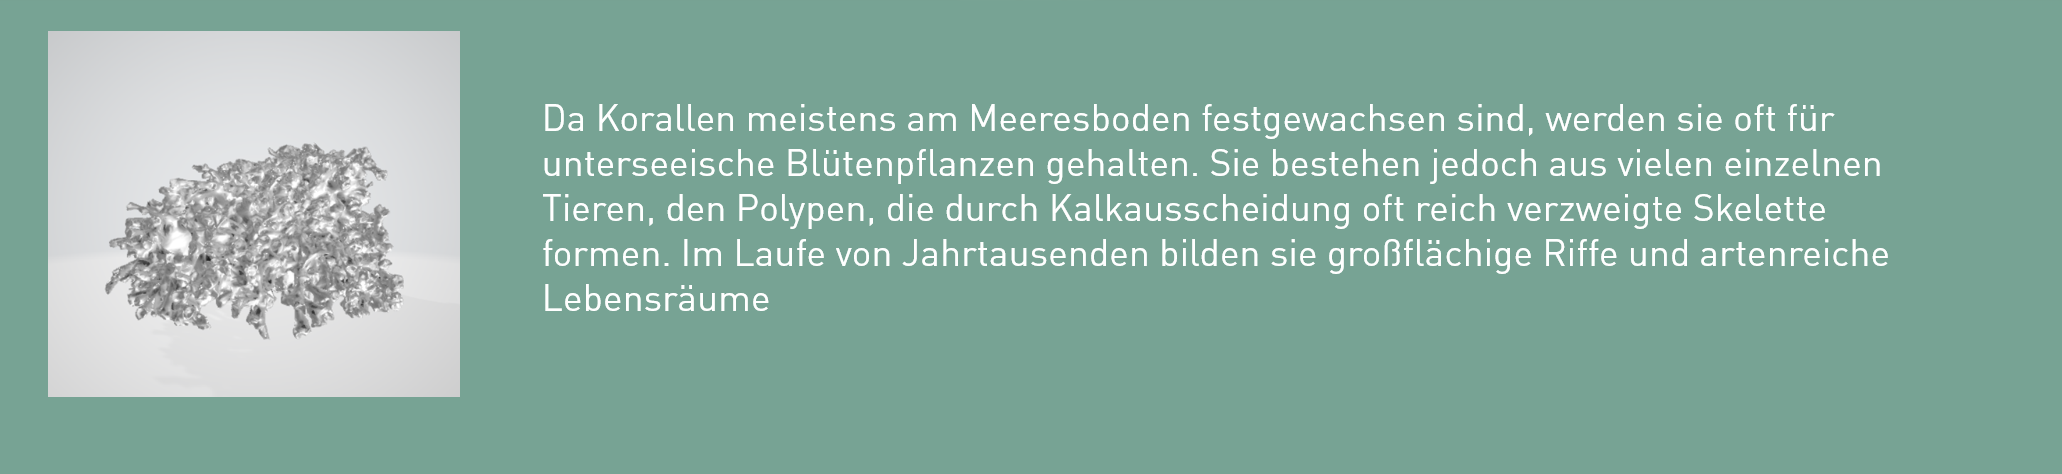 Da Korallen meistens am Meeresboden festgewachsen sind, werden sie oft für
unterseeische Blütenpflanzen gehalten. Sie bestehen jedoch aus vielen einzelnen
Tieren, den Polypen, die durch Kalkausscheidung oft reich verzweigte Skelette
formen. Im Laufe von Jahrtausenden bilden sie großflächige Riffe und artenreiche
Lebensräume